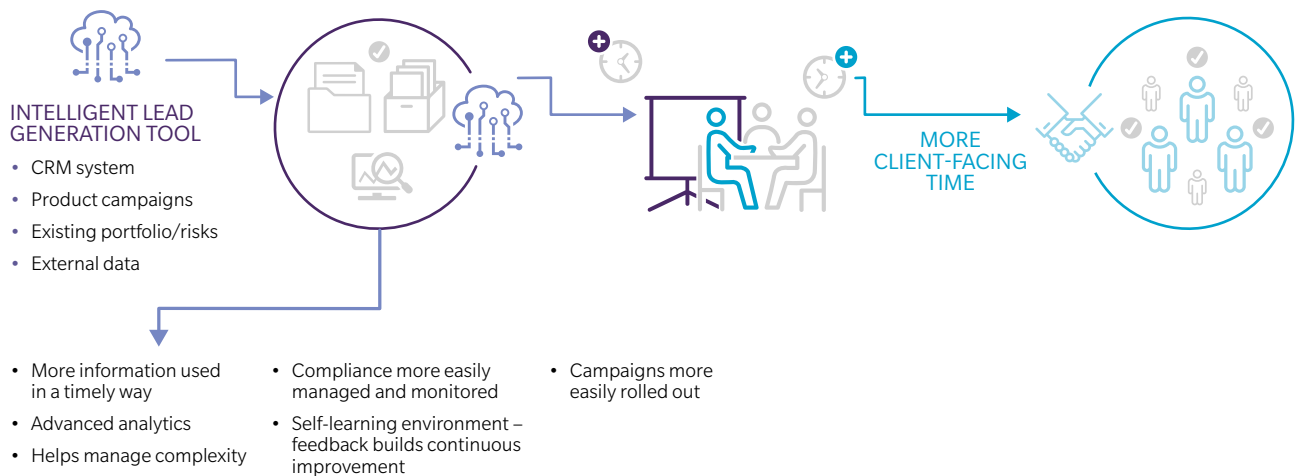 INTELLIGENT LEAD
GENERATION TOOL
• CRM system
• Product campaigns
• Existing portfolio/risks
• External data
MORE
CLIENT-FACING
TIME
• More information used
in a timely way
• Advanced analytics
• Helps manage complexity
• Compliance more easily
managed and monitored
• Self-learning environment –
feedback builds continuous
improvement
• Campaigns more
easily rolled out